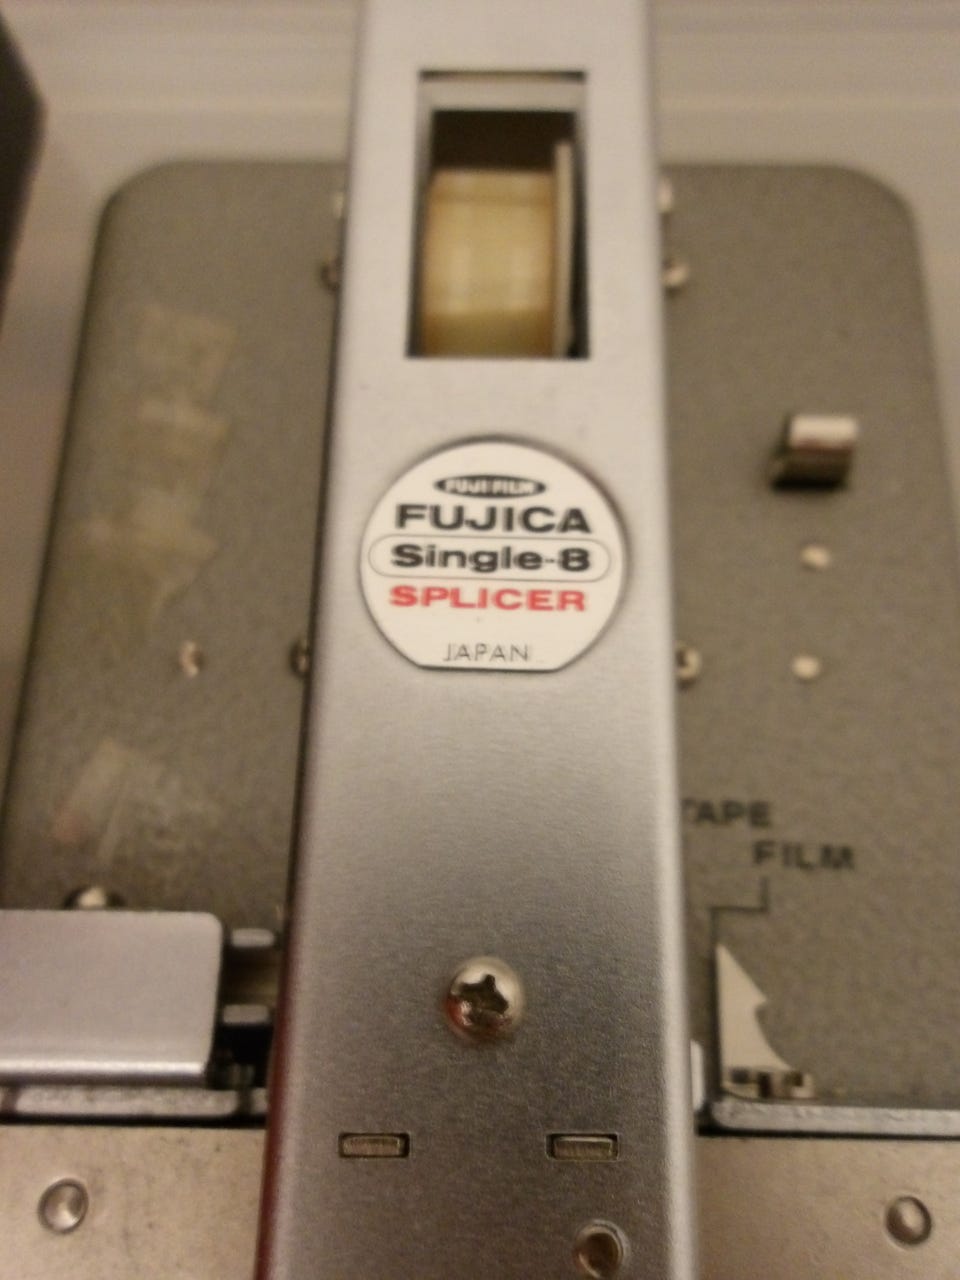 FUJI FILM
FUJICA
Single-8
SPLICER
JAPAN
TAPE
FILM